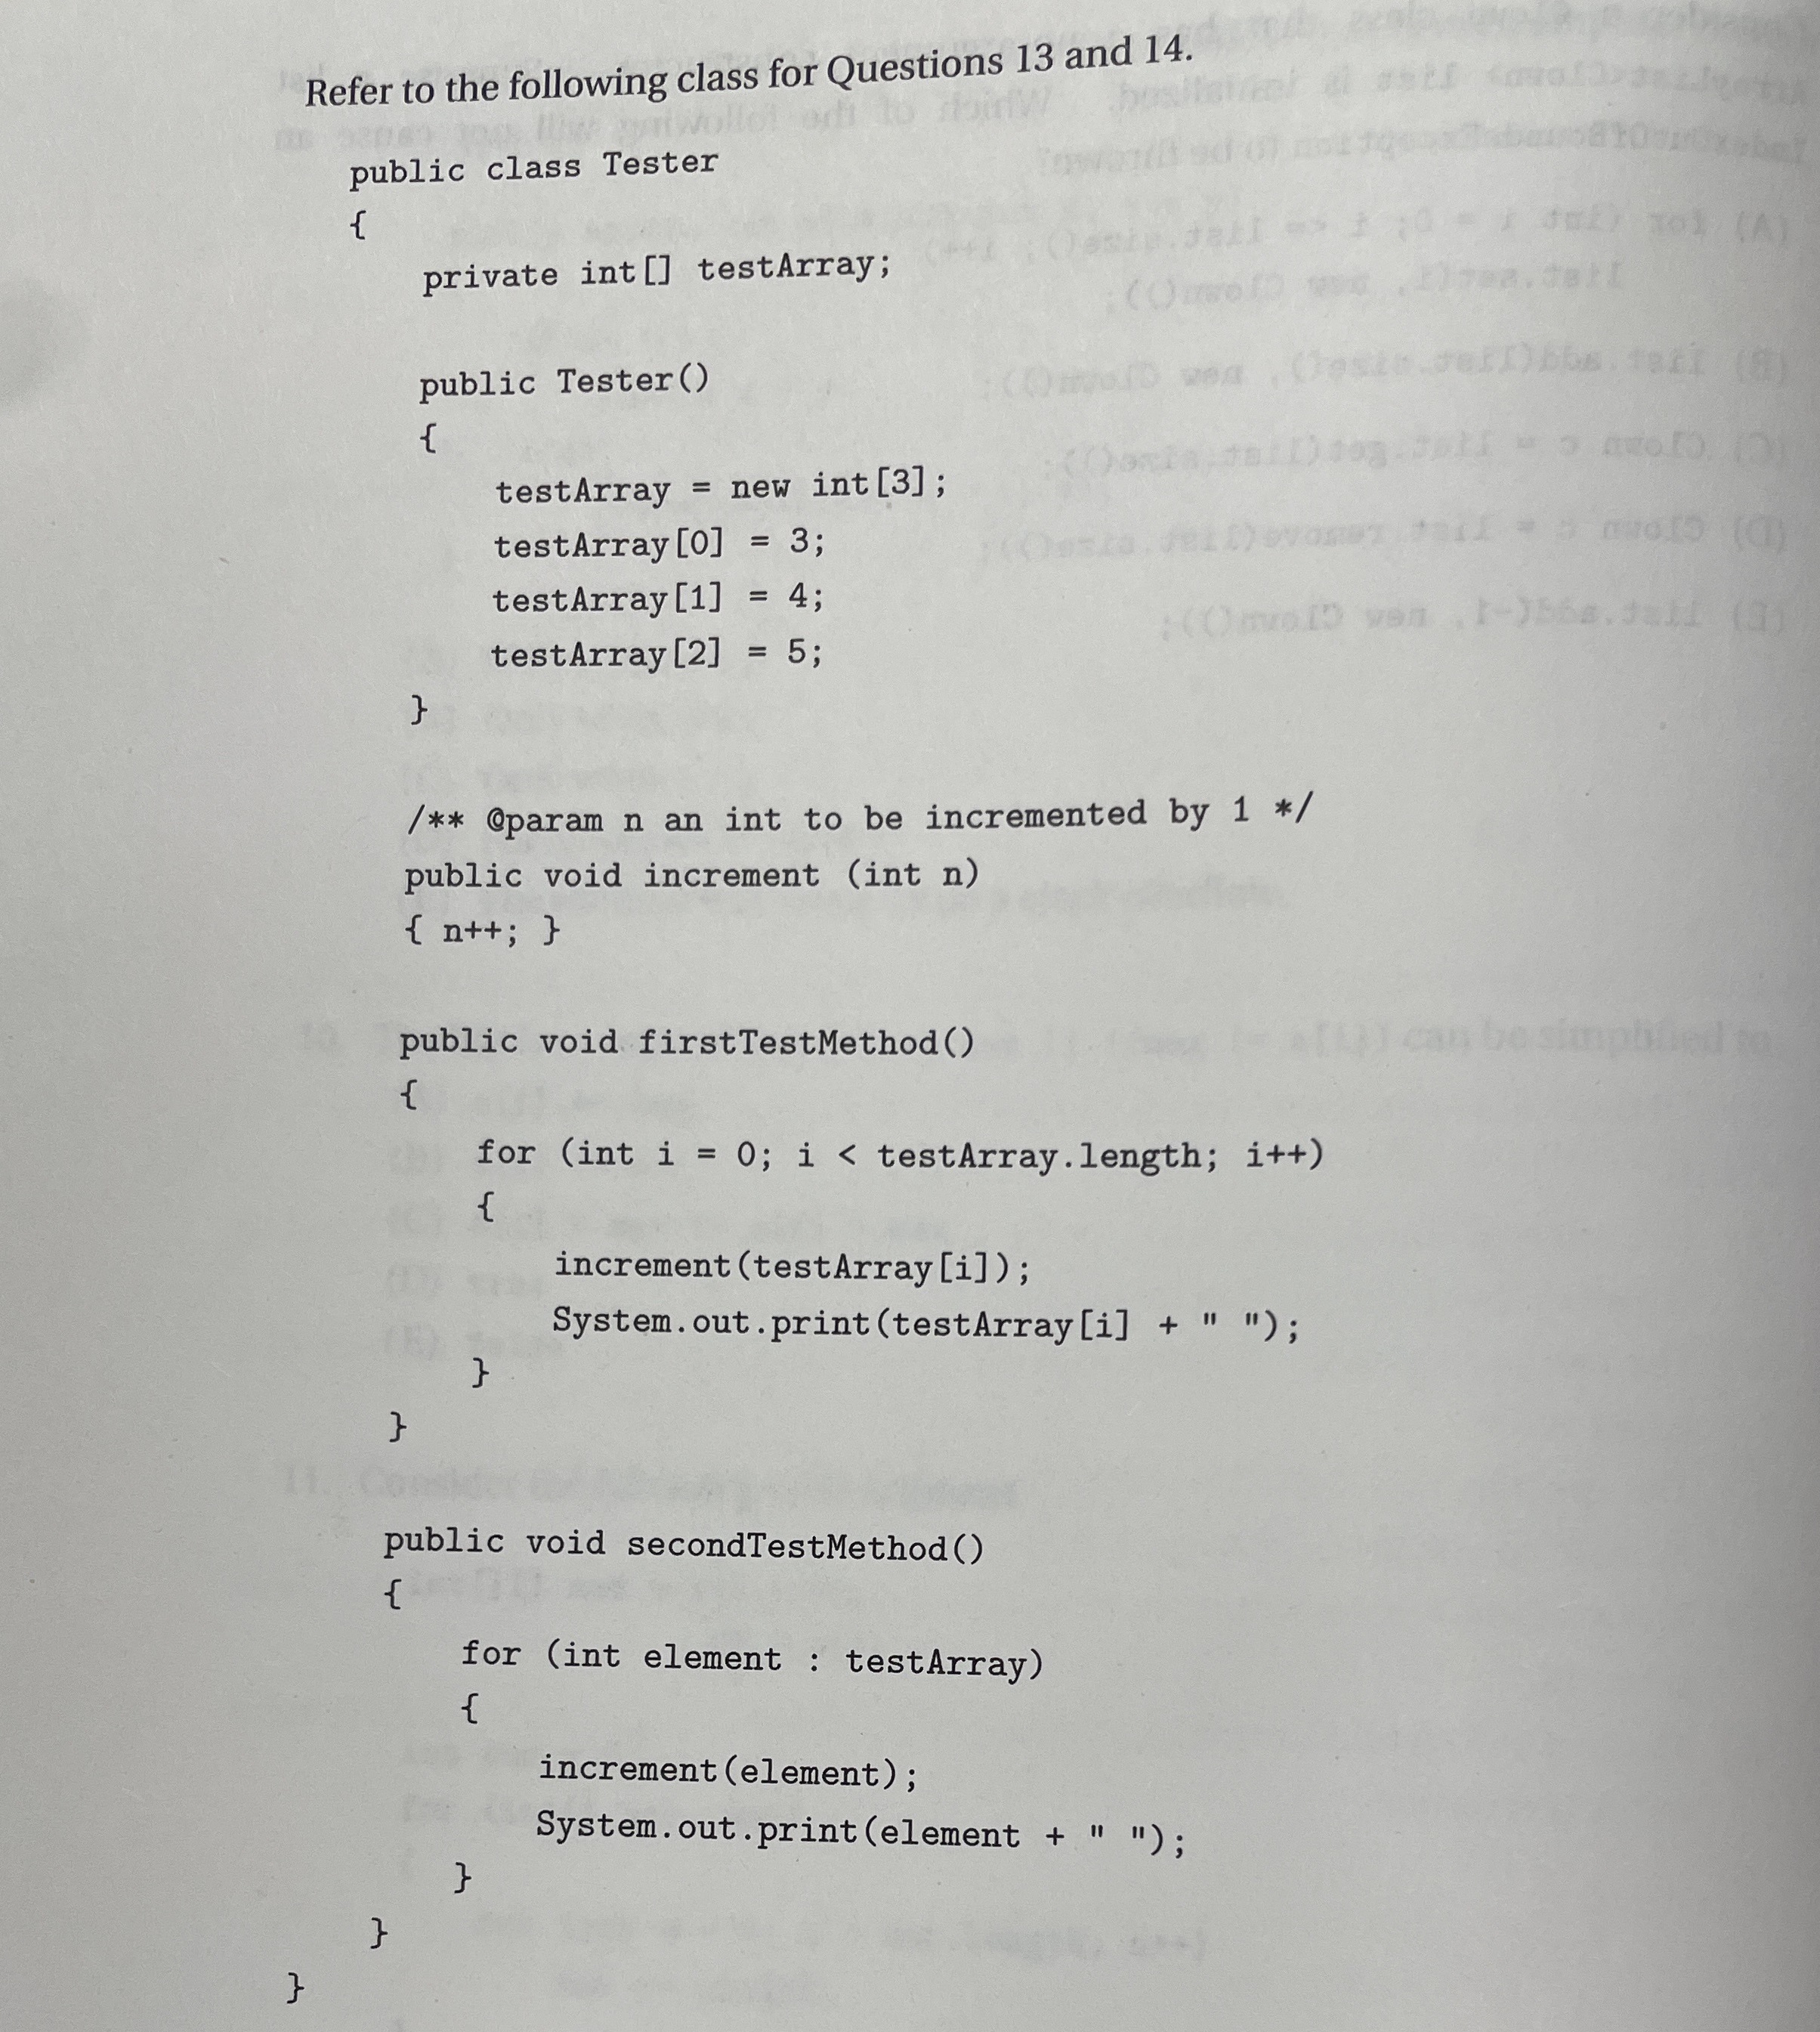 Refer to the following class for Questions 13 and 14.
public class Tester
{
private int[] testArray;
public Tester()
{
testArray = new int[3];
testArray[0] = 3;
testArray[1] = 4;
testArray[2] = 5;
}
/** @param n an int to be incremented by 1 */
public void increment (int n)
{ n++; }
public void firstTestMethod()
{
for (int i = 0; i < testArray.length; i++)
{
increment(testArray[i]);
System.out.print(testArray[i] + " ");
}
}
public void secondTestMethod()
{
for (int element : testArray)
{
increment(element);
System.out.print(element + " ");
}
}
}